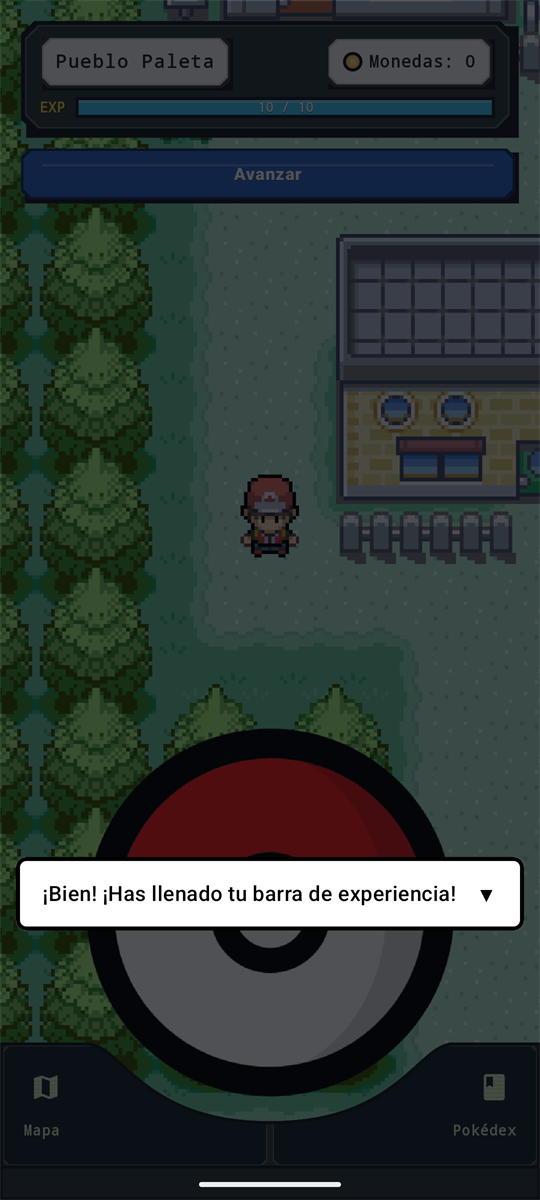 Pueblo Paleta
Monedas: 0
EXP
10 / 10
Avanzar
¡Bien! ¡Has llenado tu barra de experiencia! ▼
Mapa
Pokédex